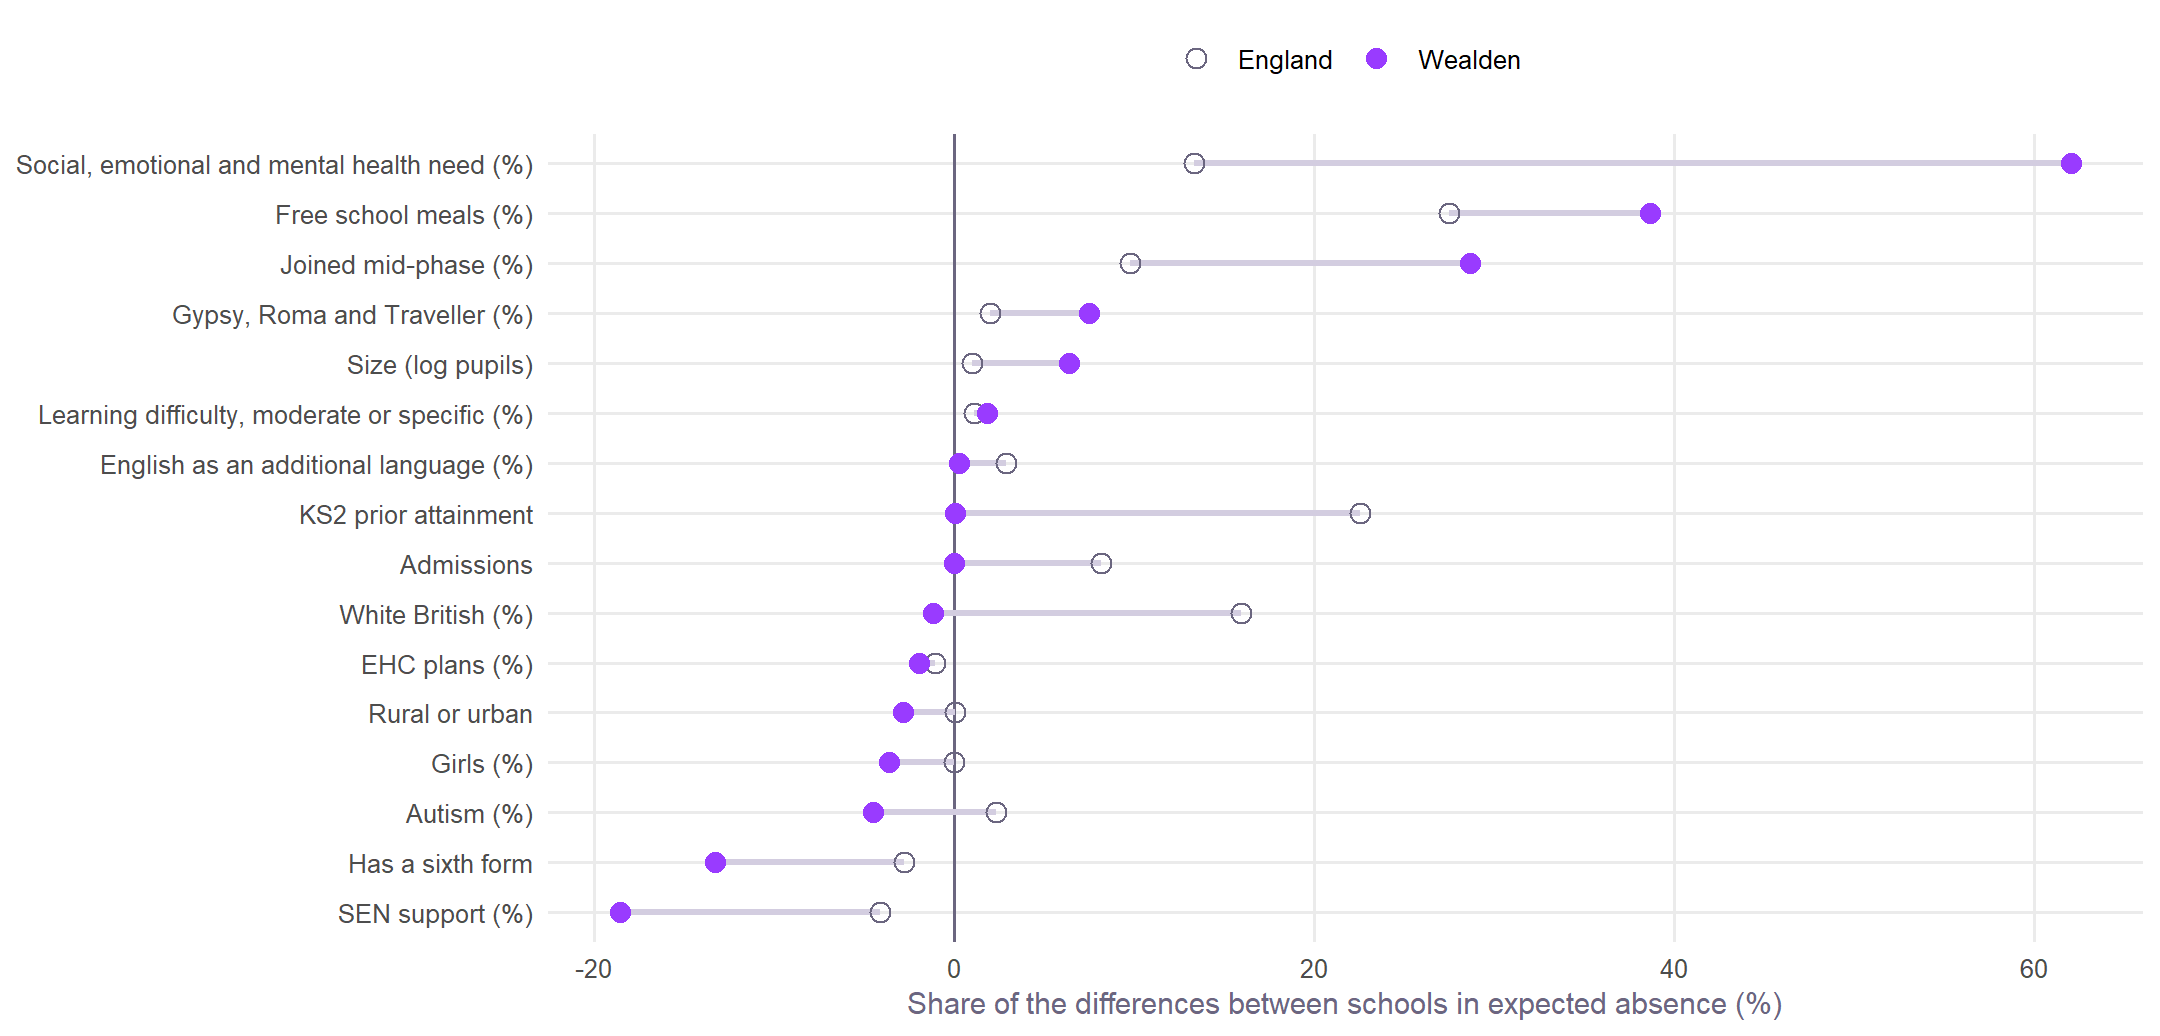 England
Wealden
Social, emotional and mental health need (%)
Free school meals (%)
Joined mid-phase (%)
Gypsy, Roma and Traveller (%)
Size (log pupils)
Learning difficulty, moderate or specific (%)
English as an additional language (%)
KS2 prior attainment
Admissions
White British (%)
EHC plans (%)
Rural or urban
Girls (%)
Autism (%)
Has a sixth form
SEN support (%)
-20 0 20 40 60
Share of the differences between schools in expected absence (%)